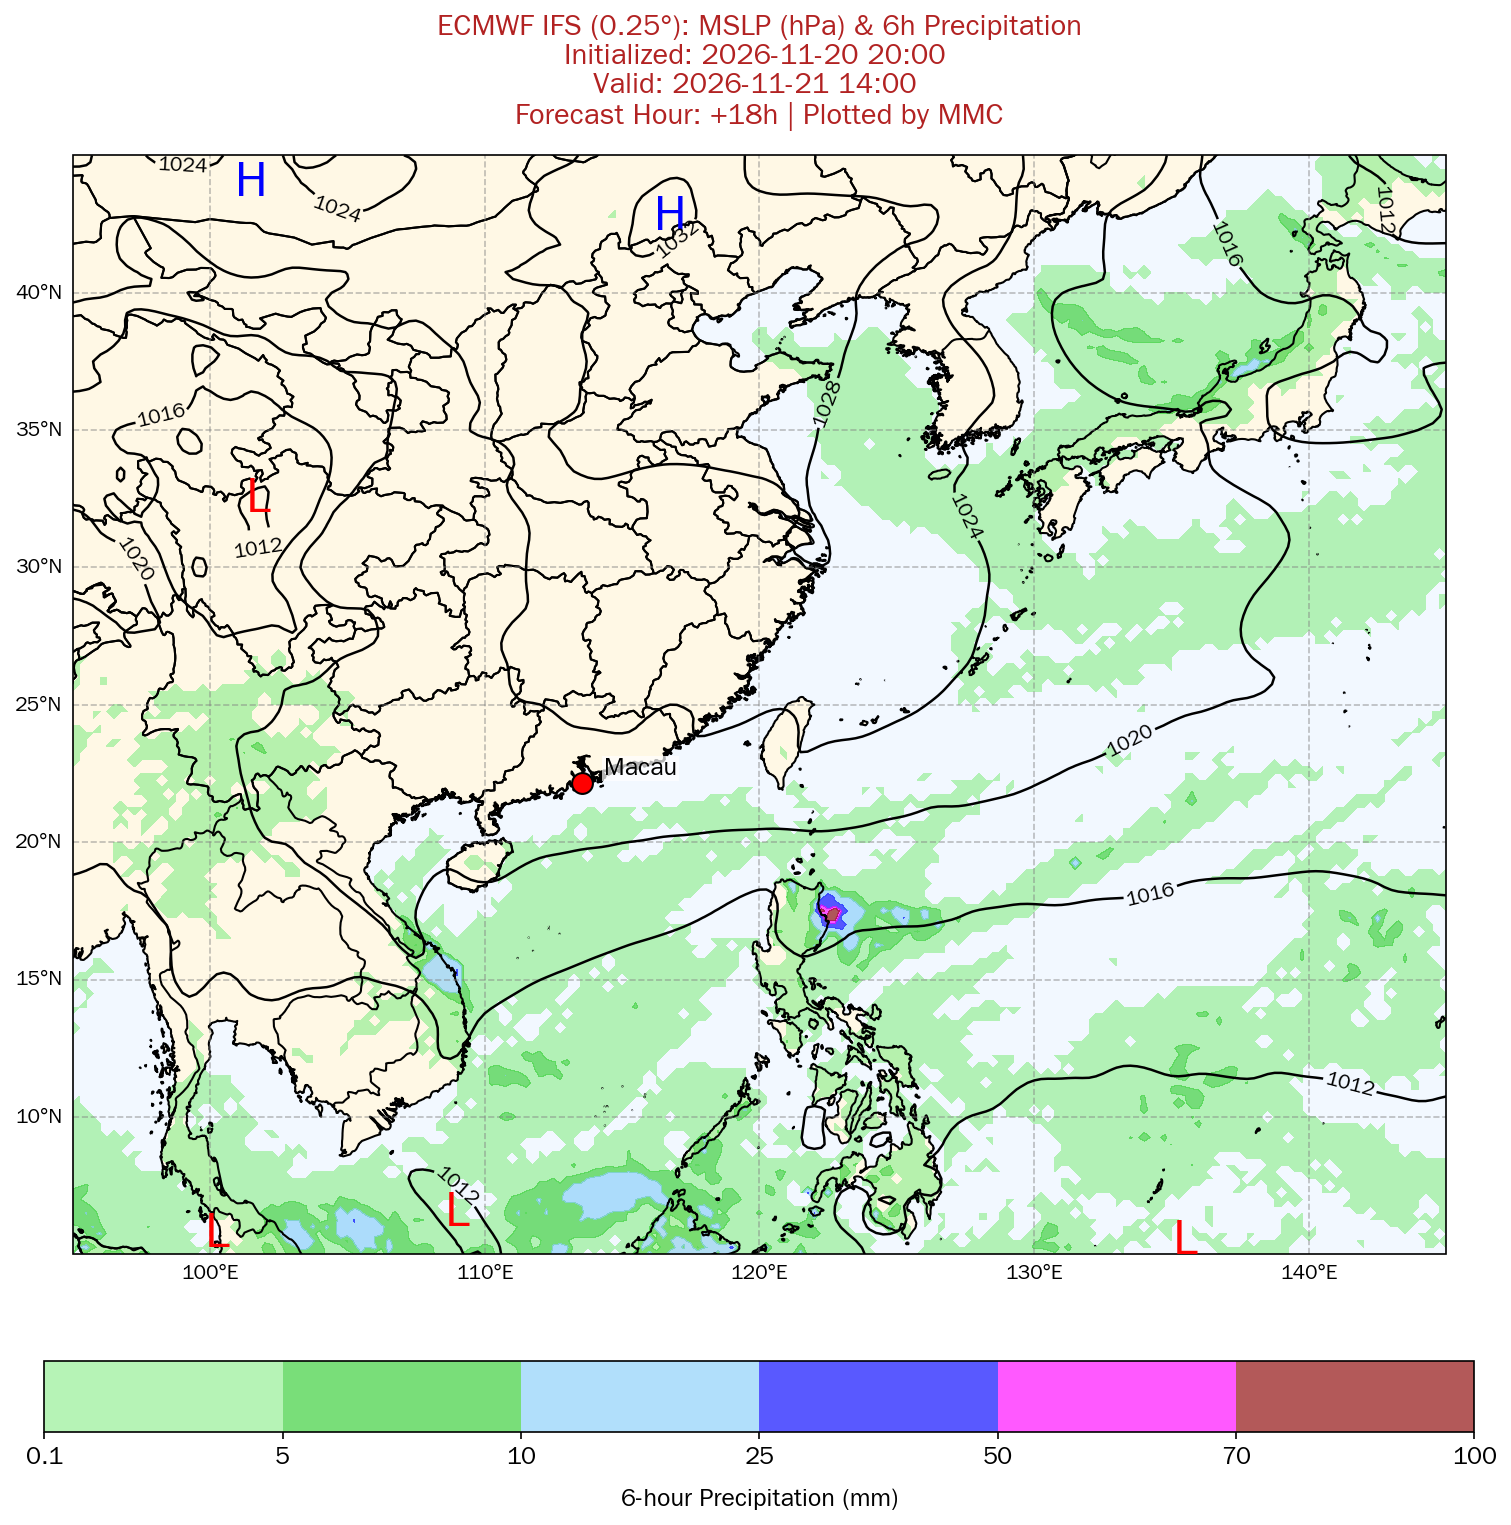 ECMWF IFS (0.25°): MSLP (hPa) & 6h Precipitation
Initialized: 2026-11-20 20:00
Valid: 2026-11-21 14:00
Forecast Hour: +18h | Plotted by MMC
1024
H
1024
H
1032
1012
1016
40°N
1028
1016
35°N
L
1024
1012
1020
30°N
25°N
1020
Macau
20°N
1016
15°N
1012
10°N
1012
L
L
L
100°E 110°E 120°E 130°E 140°E
0.1 5 10 25 50 70 100
6-hour Precipitation (mm)